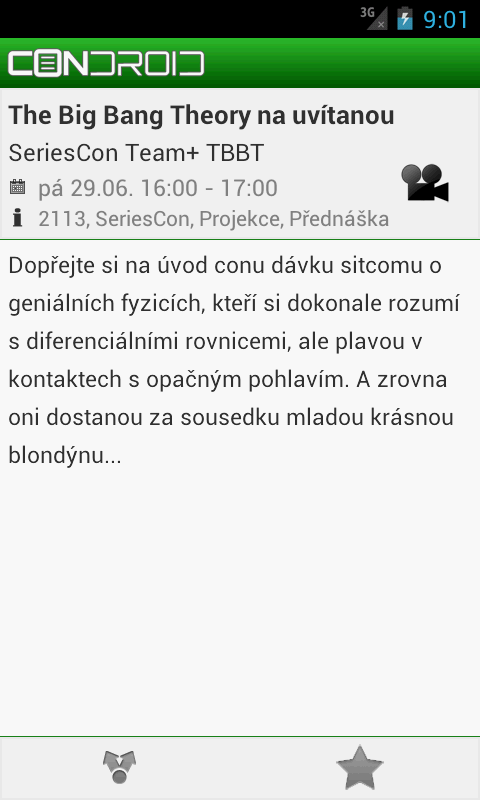 3G 9:01
CONDROID
The Big Bang Theory na uvítanou
SeriesCon Team+ TBBT
pá 29.06. 16:00 - 17:00
2113, SeriesCon, Projekce, Přednáška
Dopřejte si na úvod conu dávku sitcomu o
geniálních fyzicích, kteří si dokonale rozumí
s diferenciálními rovnicemi, ale plavou v
kontaktech s opačným pohlavím. A zrovna
oni dostanou za sousedku mladou krásnou
blondýnu...